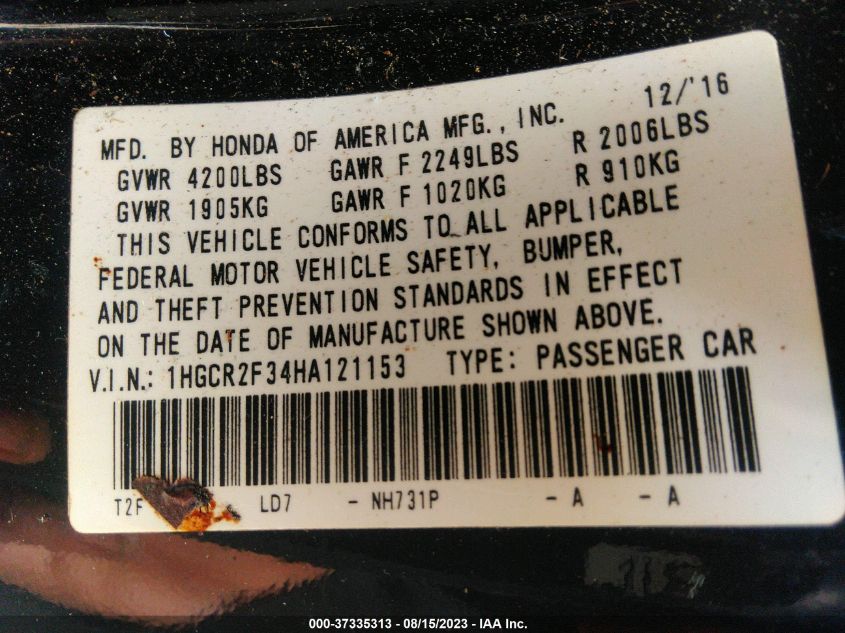 MFD. BY HONDA OF AMERICA MFG., INC. 12/'16
GVWR 4200LBS GAWR F 2249LBS R 2006LBS
GVWR 1905KG GAWR F 1020KG R 910KG
THIS VEHICLE CONFORMS TO ALL APPLICABLE
FEDERAL MOTOR VEHICLE SAFETY, BUMPER,
AND THEFT PREVENTION STANDARDS IN EFFECT
ON THE DATE OF MANUFACTURE SHOWN ABOVE.
V.I.N.: 1HGCR2F34HA121153 TYPE: PASSENGER CAR
T2F LD7 - NH731P - A - A
000-37335313 - 08/15/2023 - IAA Inc.